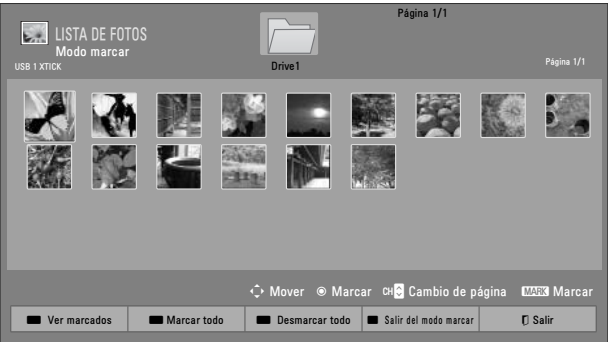 Página 1/1
LISTA DE FOTOS
Modo marcar
USB 1 XTICK
Drive1
Página 1/1
Mover Marcar CH Cambio de página MARK Marcar
Ver marcados Marcar todo Desmarcar todo Salir del modo marcar Salir